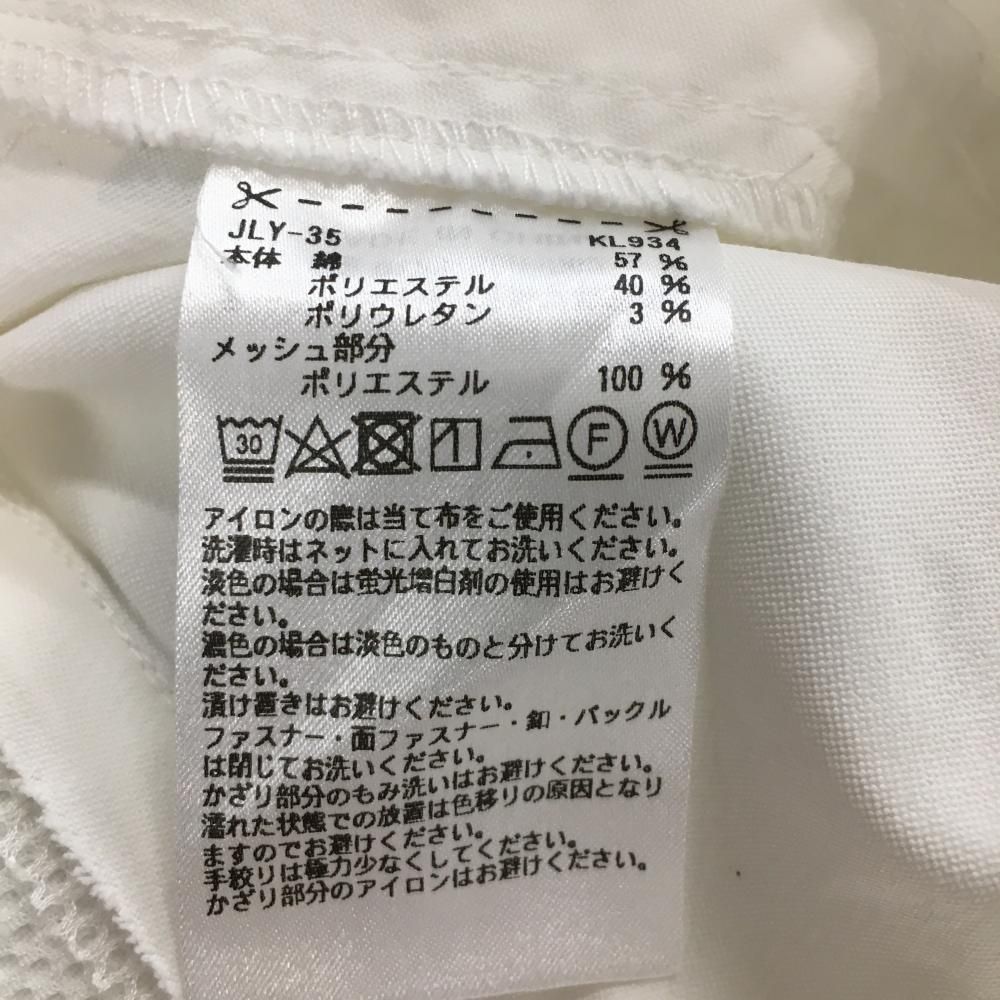 JLY-35 KL934
本体 綿 57 %
ポリエステル 40 %
ポリウレタン 3 %
メッシュ部分
ポリエステル 100 %
30 F W
アイロンの際は当て布をご使用ください。
洗濯時はネットに入れてお洗いください。
淡色の場合は蛍光増白剤の使用はお避けく
ださい。
濃色の場合は淡色のものと分けてお洗いく
ださい。
漬け置きはお避けください。
ファスナー・面ファスナー・釦・バックル
は閉じてお洗いください。
かざり部分のもみ洗いはお避けください。
濡れた状態での放置は色移りの原因となり
ますのでお避けください。
手絞りは極力少なくしてください。
かざり部分のアイロンはお避けください。